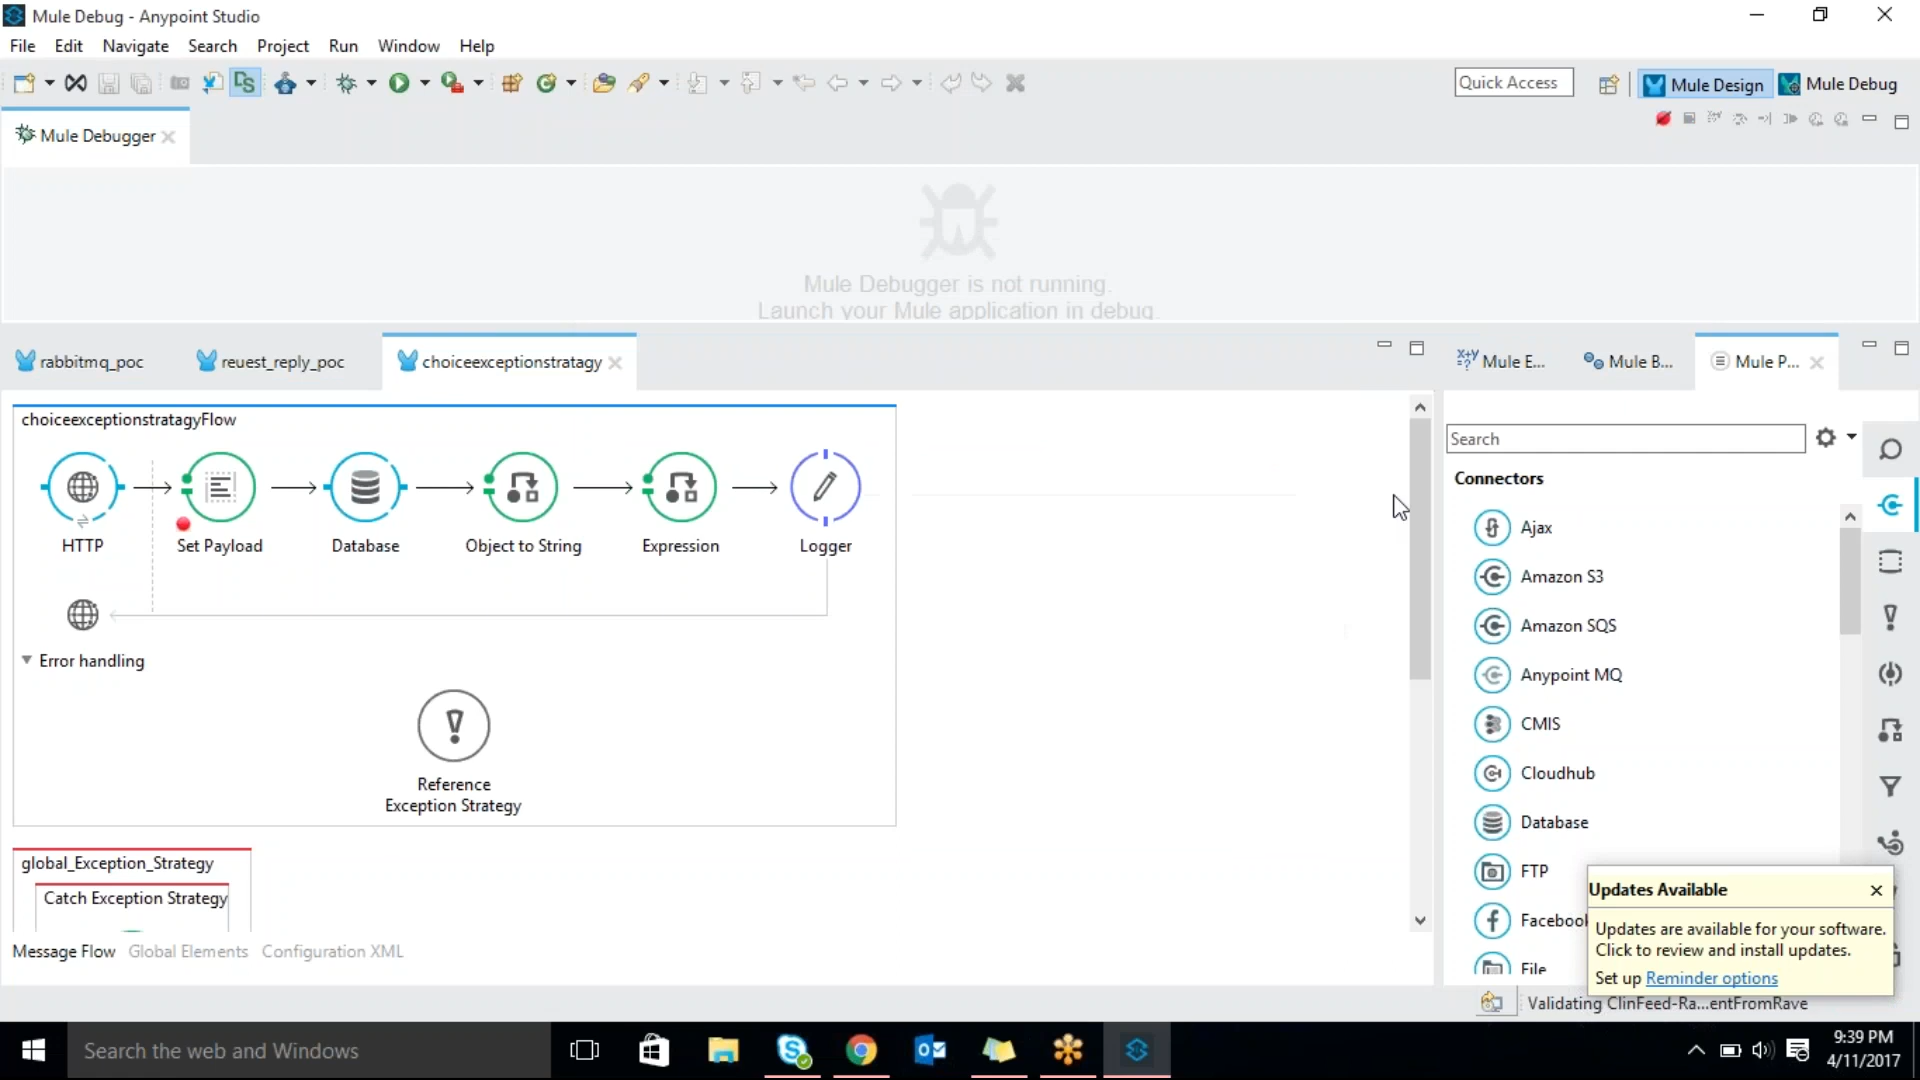 Mule Debug - Anypoint Studio
File Edit Navigate Search Project Run Window Help
Quick Access
Mule Design
Mule Debug
Mule Debugger
Mule Debugger is not running.
Launch your Mule application in debug
rabbitmq_poc
reuest_reply_poc
choiceexceptionstratagy
Mule E...
Mule B...
Mule P...
choiceexceptionstratagyFlow
HTTP
Set Payload
Database
Object to String
Expression
Logger
Error handling
Reference
Exception Strategy
global_Exception_Strategy
Catch Exception Strategy
Message Flow Global Elements Configuration XML
Search
Connectors
Ajax
Amazon S3
Amazon SQS
Anypoint MQ
CMIS
Cloudhub
Database
FTP
Facebook
File
Updates Available
Updates are available for your software.
Click to review and install updates.
Set up Reminder options
Validating ClinFeed-Ra...entFromRave
Search the web and Windows
9:39 PM
4/11/2017